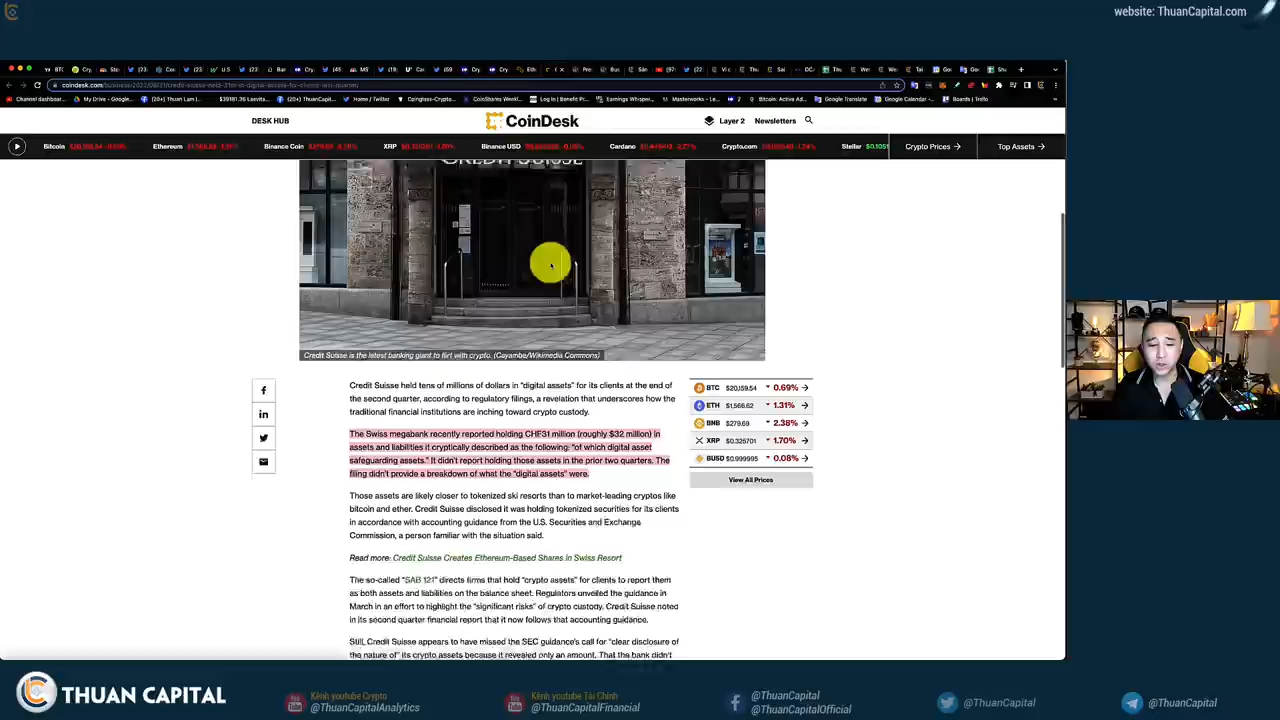 website: ThuanCapital.com
DESK HUB
CoinDesk
Layer 2
Newsletters
Bitcoin
Ethereum
Binance Coin
XRP
Binance USD
Cardano
Crypto.com
Stellar
Crypto Prices
Top Assets
CREDIT SUISSE
Credit Suisse is the latest banking giant to flirt with crypto. (Gayambe/Wikimedia Commons)
Credit Suisse held tens of millions of dollars in "digital assets" for its clients at the end of
the second quarter, according to regulatory filings, a revelation that underscores how the
traditional financial institutions are inching toward crypto custody.
The Swiss megabank recently reported holding CHF31 million (roughly $32 million) in
assets and liabilities it cryptically described as the following: "of which digital asset
safeguarding assets." It didn't report holding those assets in the prior two quarters. The
filing didn't provide a breakdown of what the "digital assets" were.
Those assets are likely closer to tokenized ski resorts than to market-leading cryptos like
bitcoin and ether. Credit Suisse disclosed it was holding tokenized securities for its clients
in accordance with accounting guidance from the U.S. Securities and Exchange
Commission, a person familiar with the situation said.
Read more: Credit Suisse Creates Ethereum-Based Shares in Swiss Resort
The so-called "SAB 121" directs firms that hold "crypto assets" for clients to report them
as both assets and liabilities on the balance sheet. Regulators unveiled the guidance in
March in an effort to highlight the "significant risks" of crypto custody. Credit Suisse noted
in its second quarter financial report that it now follows that accounting guidance.
Still, Credit Suisse appears to have missed the SEC guidance's call for "clear disclosure of
the nature of" its crypto assets because it revealed only an amount. That the bank didn't
BTC $20,159.54 0.69%
ETH $1,566.62 1.31%
BNB $279.69 2.38%
XRP $0.325701 1.70%
BUSD $0.999995 0.08%
View All Prices
THUAN CAPITAL
Kênh youtube Crypto
@ThuanCapitalAnalytics
Kênh youtube Tài Chính
@ThuanCapitalFinancial
@ThuanCapital
@ThuanCapitalOfficial
@ThuanCapital
@ThuanCapital